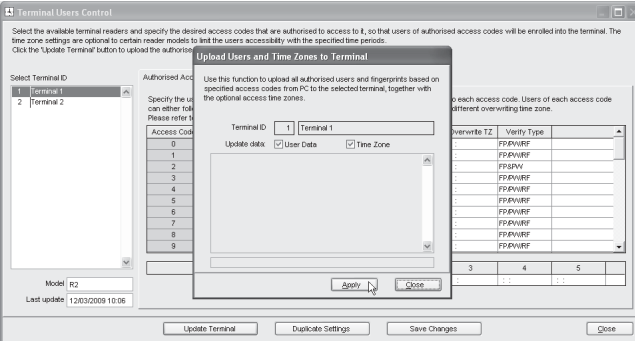 Terminal Users Control
Select the available terminal readers and specify the desired access codes that are authorised to access to it, so that users of authorised access codes will be enrolled into the terminal. The
time zone settings are optional to certain reader models to limit the users accessibility with the specified time periods.
Click the 'Update Terminal' button to upload the authorise
Select Terminal ID
1 Terminal 1
2 Terminal 2
Model R2
Last update 12/03/2009 10:06
Authorised Acc
Specify the us
can either foll
Please refer t
o each access code. Users of each access code
different overwriting time zone.
Access Code
Overwrite TZ Verify Type
0 : FP/PW/RF
1 : FP/PW/RF
2 : FP&PW
3 : FP/PW/RF
4 : FP/PW/RF
5 : FP/PW/RF
6 : FP/PW/RF
7 : FP/PW/RF
8 : FP/PW/RF
9 : FP/PW/RF
3 4 5
: : : : :
Upload Users and Time Zones to Terminal
Use this function to upload all authorised users and fingerprints based on
specified access codes from PC to the selected terminal, together with
the optional access time zones.
Terminal ID 1 Terminal 1
Update data: User Data Time Zone
Apply Close
Update Terminal Duplicate Settings Save Changes Close